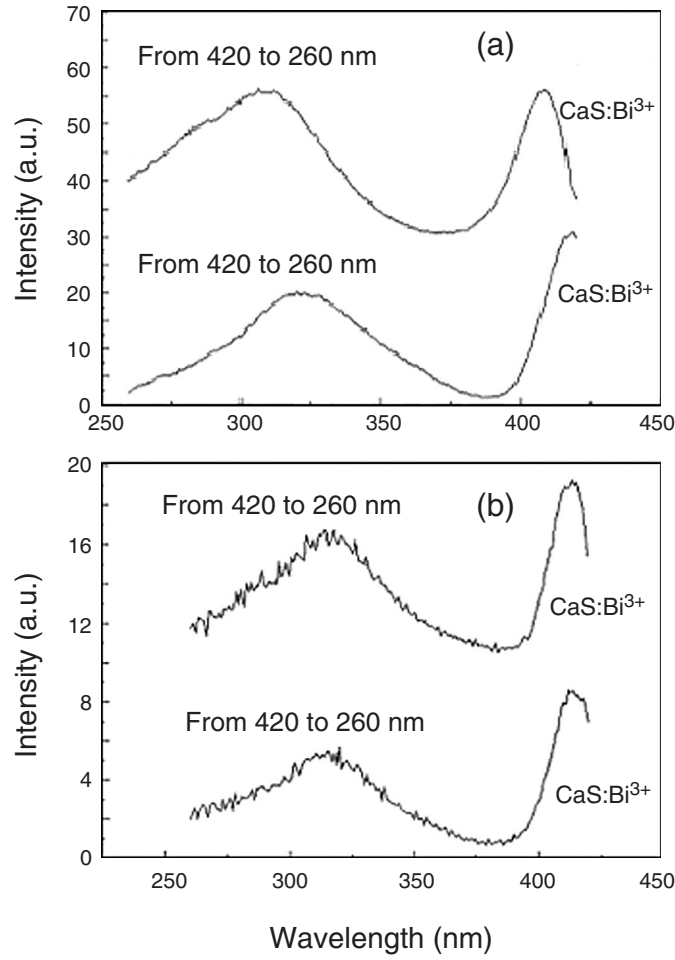 70
From 420 to 260 nm
(a)
60
CaS:Bi³⁺
50
40
30
From 420 to 260 nm
CaS:Bi³⁺
20
10
0
250
300
350
400
450
Intensity (a.u.)
20
From 420 to 260 nm
(b)
16
12
CaS:Bi³⁺
8
From 420 to 260 nm
4
CaS:Bi³⁺
0
250
300
350
400
450
Intensity (a.u.)
Wavelength (nm)